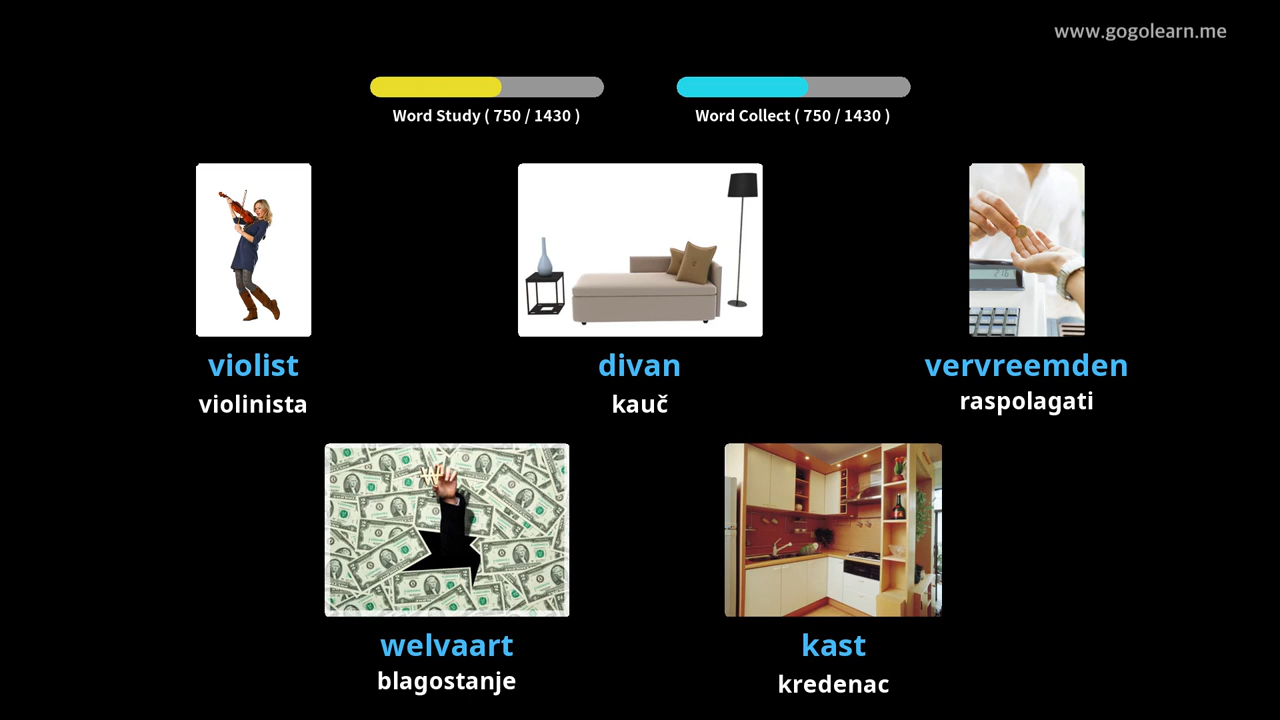 www.gogolearn.me
Word Study ( 750 / 1430 )
Word Collect ( 750 / 1430 )
violist
violinista
divan
kauč
vervreemden
raspolagati
welvaart
blagostanje
kast
kredenac